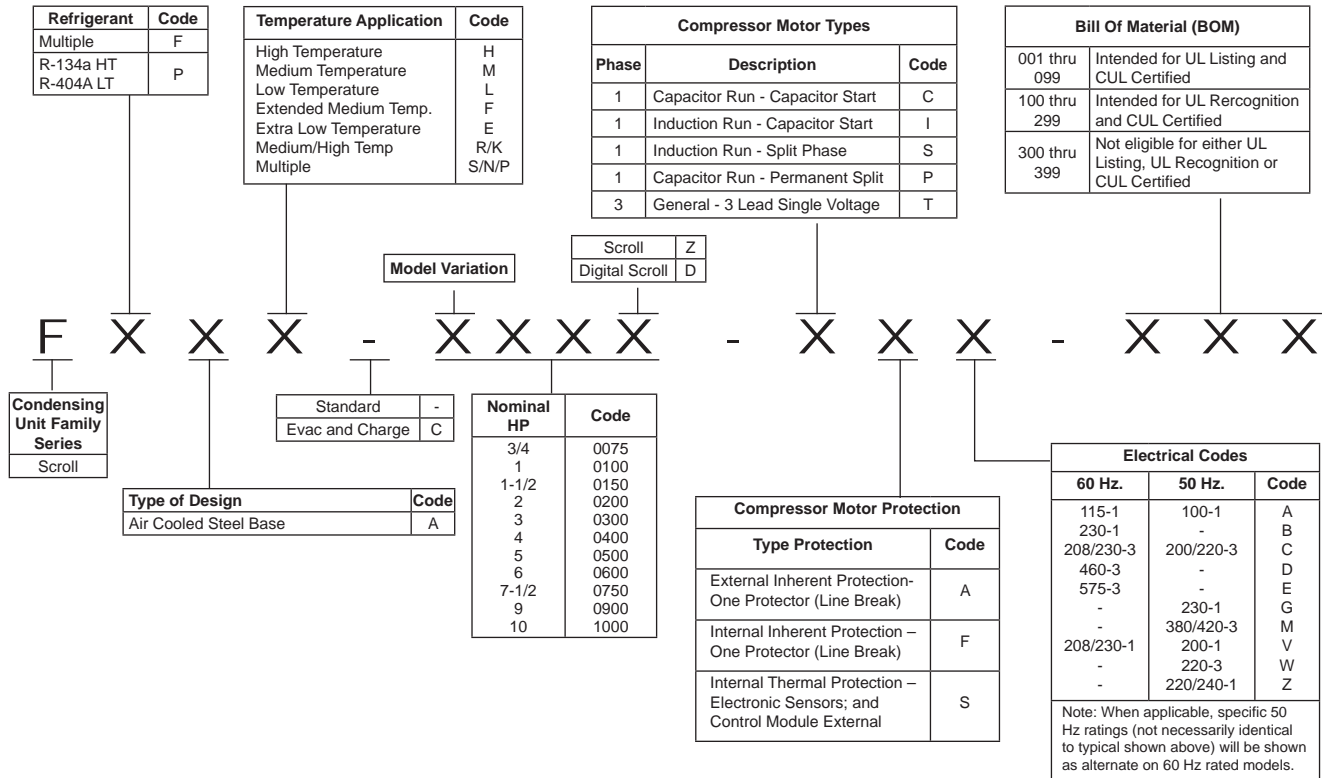 Refrigerant Code
Multiple F
R-134a HT
R-404A LT
P
Temperature Application Code
High Temperature H
Medium Temperature M
Low Temperature L
Extended Medium Temp. F
Extra Low Temperature E
Medium/High Temp R/K
Multiple S/N/P
Compressor Motor Types
Phase Description Code
1 Capacitor Run - Capacitor Start C
1 Induction Run - Capacitor Start I
1 Induction Run - Split Phase S
1 Capacitor Run - Permanent Split P
3 General - 3 Lead Single Voltage T
Bill Of Material (BOM)
001 thru 099
Intended for UL Listing and
CUL Certified
100 thru 299
Intended for UL Rercognition
and CUL Certified
300 thru 399
Not eligible for either UL
Listing, UL Recognition or
CUL Certified
Scroll Z
Digital Scroll D
Model Variation
F X X X - X X X X - X X X - X X X
Condensing
Unit Family
Series
Scroll
Type of Design Code
Air Cooled Steel Base A
Standard -
Evac and Charge C
Nominal HP Code
3/4 0075
1 0100
1-1/2 0150
2 0200
3 0300
4 0400
5 0500
6 0600
7-1/2 0750
9 0900
10 1000
Compressor Motor Protection
Type Protection Code
External Inherent Protection-
One Protector (Line Break)
A
Internal Inherent Protection –
One Protector (Line Break)
F
Internal Thermal Protection –
Electronic Sensors; and
Control Module External
S
Electrical Codes
60 Hz. 50 Hz. Code
115-1 100-1 A
230-1 - B
208/230-3 200/220-3 C
460-3 - D
575-3 - E
- 230-1 G
- 380/420-3 M
208/230-1 200-1 V
- 220-3 W
- 220/240-1 Z
Note: When applicable, specific 50
Hz ratings (not necessarily identical
to typical shown above) will be shown
as alternate on 60 Hz rated models.